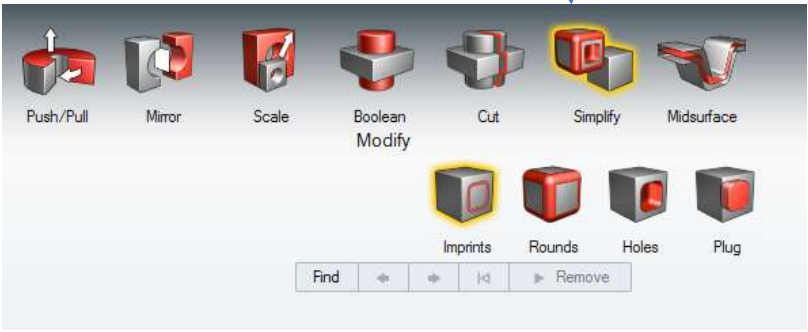 Push/Pull Mirror Scale Boolean Cut Simplify Midsurface
Modify
Imprints Rounds Holes Plug
Find Remove